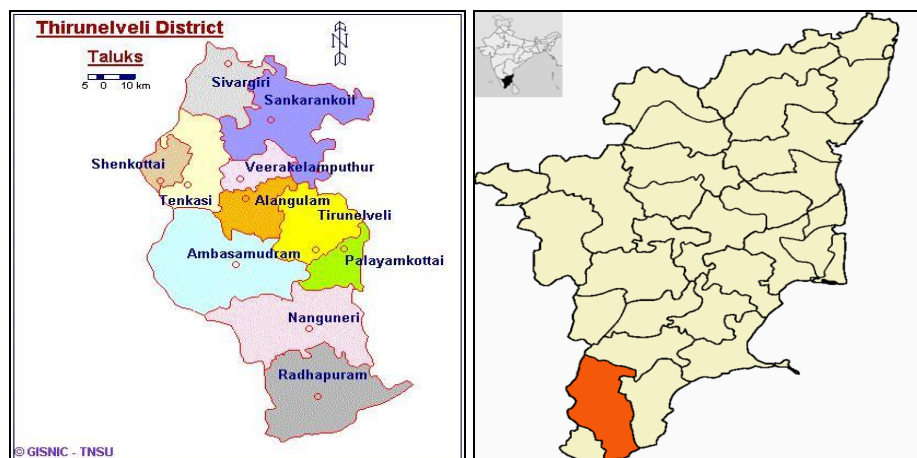 Thirunelveli District
Taluks
N
5 0 10 km
Sivargiri
Sankarankoil
Shenkottai
Veerakelamputhur
Tenkasi
Alangulam
Tirunelveli
Ambasamudram
Palayamkottai
Nanguneri
Radhapuram
© GISNIC - TNSU